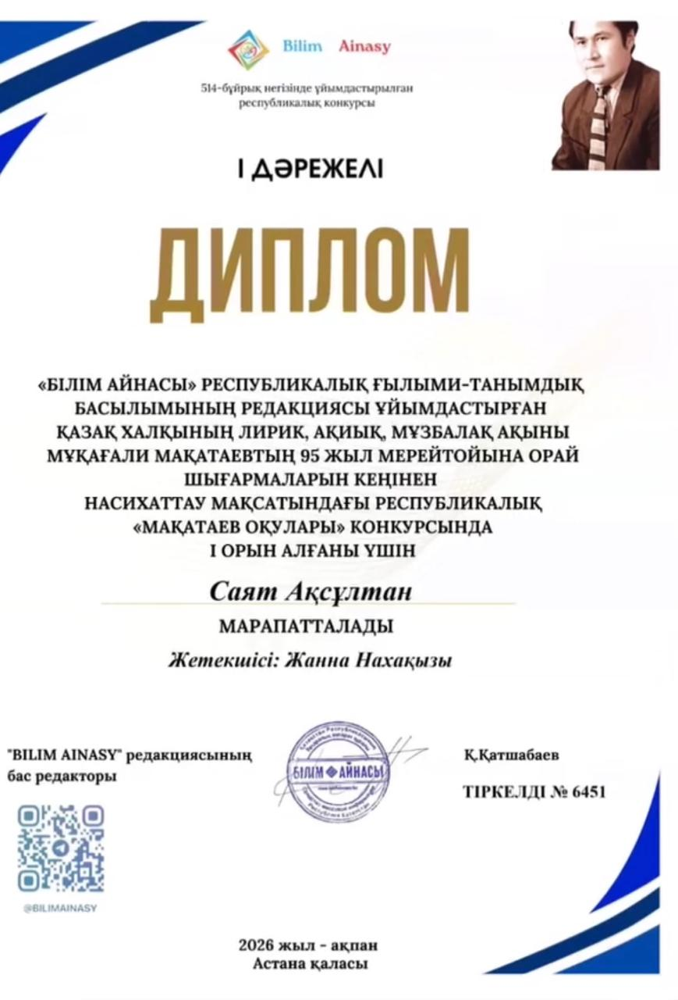 Bilim Ainasy
514-бұйрық негізінде ұйымдастырылған
республикалық конкурсы
І ДӘРЕЖЕЛІ
ДИПЛОМ
«БІЛІМ АЙНАСЫ» РЕСПУБЛИКАЛЫҚ ҒЫЛЫМИ-ТАНЫМДЫҚ
БАСЫЛЫМЫНЫҢ РЕДАКЦИЯСЫ ҰЙЫМДАСТЫРҒАН
ҚАЗАҚ ХАЛҚЫНЫҢ ЛИРИК, АҚИЫҚ, МҰЗБАЛАҚ АҚЫНЫ
МҰҚАҒАЛИ МАҚАТАЕВТЫҢ 95 ЖЫЛ МЕРЕЙТОЙЫНА ОРАЙ
ШЫҒАРМАЛАРЫН КЕҢІНЕН
НАСИХАТТАУ МАҚСАТЫНДАҒЫ РЕСПУБЛИКАЛЫҚ
«МАҚАТАЕВ ОҚУЛАРЫ» КОНКУРСЫНДА
І ОРЫН АЛҒАНЫ ҮШІН
Саят Ақсұлтан
МАРАПАТТАЛАДЫ
Жетекшісі: Жанна Нахақызы
"BILIM AINASY" редакциясының
бас редакторы
БІЛІМ АЙНАСЫ
Қ.Қатшабаев
ТІРКЕЛДІ № 6451
@BILIMAINASY
2026 жыл - ақпан
Астана қаласы